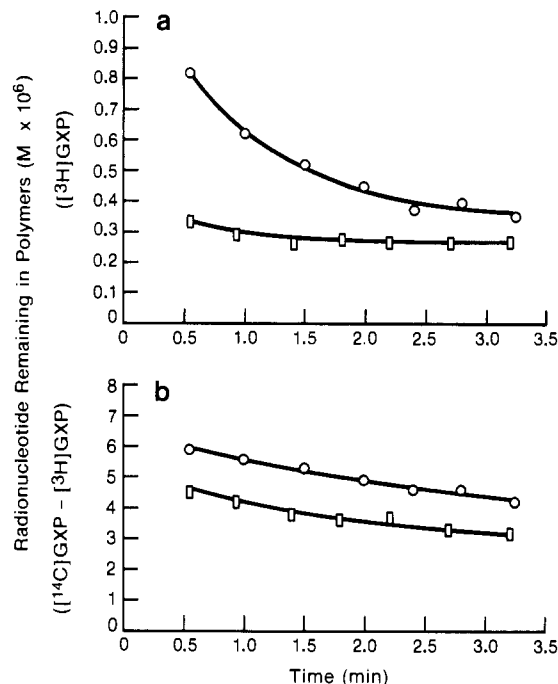 a
Radionucleotide Remaining in Polymers (M x 10⁶)
([³H]GXP)
1.0
0.9
0.8
0.7
0.6
0.5
0.4
0.3
0.2
0.1
0
0 0.5 1.0 1.5 2.0 2.5 3.0 3.5
b
([¹⁴C]GXP – [³H]GXP)
8
7
6
5
4
3
2
1
0
0 0.5 1.0 1.5 2.0 2.5 3.0 3.5
Time (min)